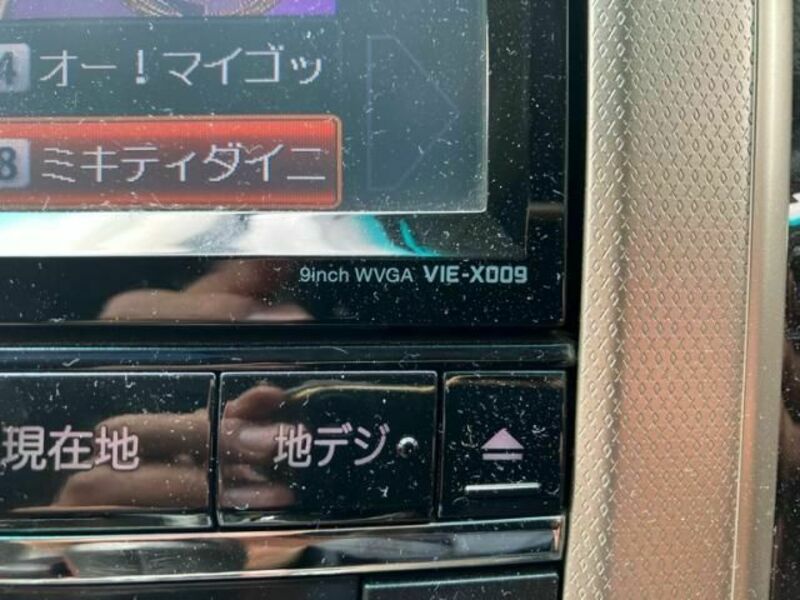 4 オー！マイゴッ
8 ミキティダイニ
9inch WVGA VIE-X009
現在地 地デジ